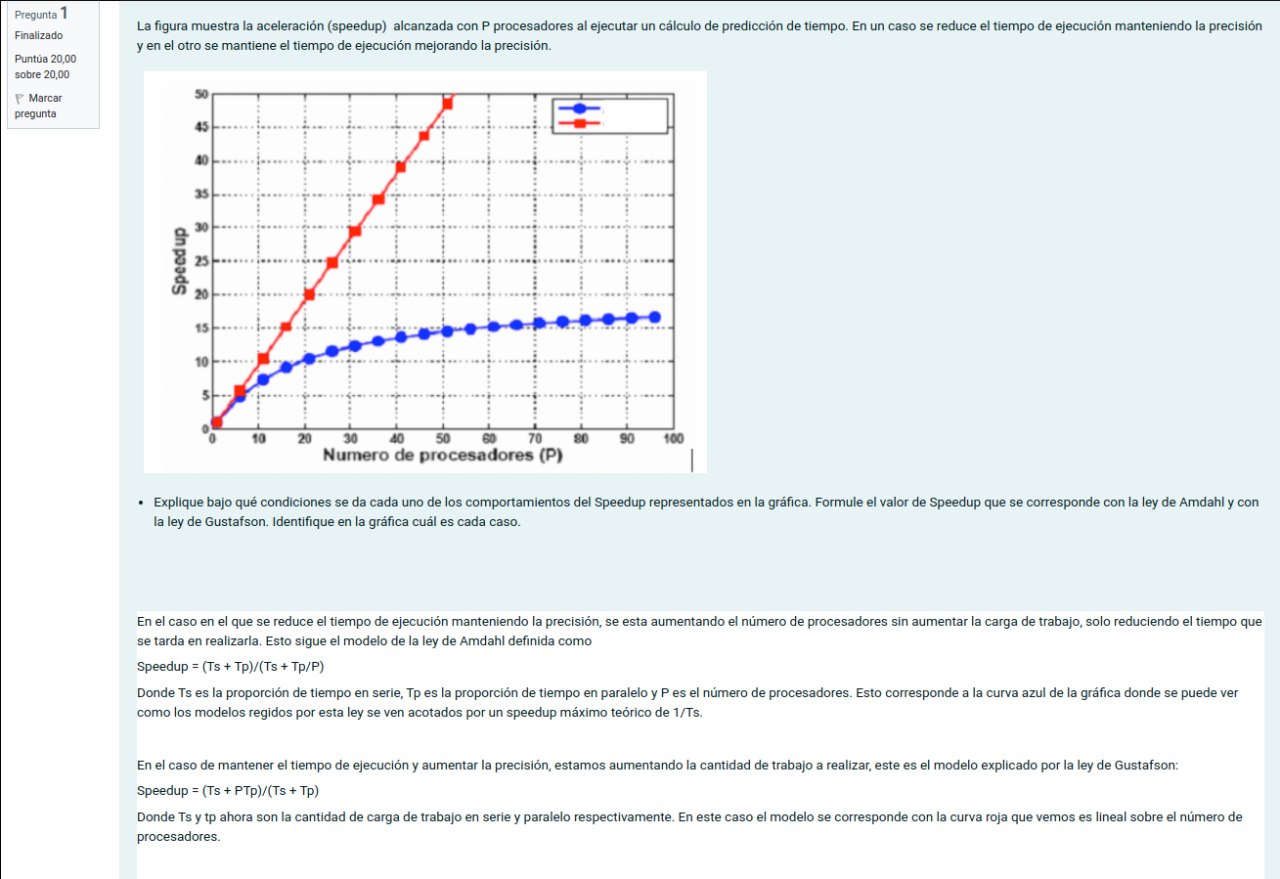 Pregunta 1
Finalizado
Puntúa 20,00
sobre 20,00
Marcar
pregunta
La figura muestra la aceleración (speedup) alcanzada con P procesadores al ejecutar un cálculo de predicción de tiempo. En un caso se reduce el tiempo de ejecución manteniendo la precisión
y en el otro se mantiene el tiempo de ejecución mejorando la precisión.
50
45
40
35
30
25
20
15
10
5
0
Speedup
0 10 20 30 40 50 60 70 80 90 100
Numero de procesadores (P)
• Explique bajo qué condiciones se da cada uno de los comportamientos del Speedup representados en la gráfica. Formule el valor de Speedup que se corresponde con la ley de Amdahl y con
la ley de Gustafson. Identifique en la gráfica cuál es cada caso.
En el caso en el que se reduce el tiempo de ejecución manteniendo la precisión, se esta aumentando el número de procesadores sin aumentar la carga de trabajo, solo reduciendo el tiempo que
se tarda en realizarla. Esto sigue el modelo de la ley de Amdahl definida como
Speedup = (Ts + Tp)/(Ts + Tp/P)
Donde Ts es la proporción de tiempo en serie, Tp es la proporción de tiempo en paralelo y P es el número de procesadores. Esto corresponde a la curva azul de la gráfica donde se puede ver
como los modelos regidos por esta ley se ven acotados por un speedup máximo teórico de 1/Ts.
En el caso de mantener el tiempo de ejecución y aumentar la precisión, estamos aumentando la cantidad de trabajo a realizar, este es el modelo explicado por la ley de Gustafson:
Speedup = (Ts + PTp)/(Ts + Tp)
Donde Ts y tp ahora son la cantidad de carga de trabajo en serie y paralelo respectivamente. En este caso el modelo se corresponde con la curva roja que vemos es lineal sobre el número de
procesadores.